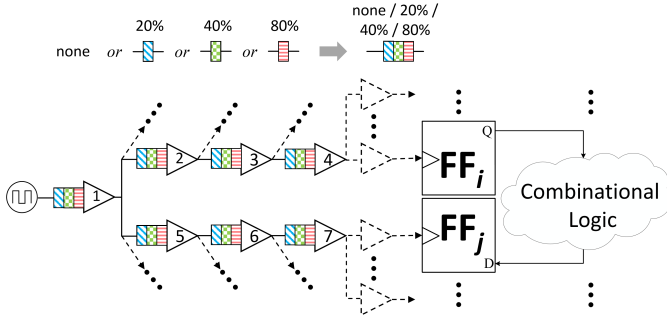 20% 40% 80%
none or or or
none / 20% /
40% / 80%
1
2 3 4
5 6 7
Q
FFi
FFj
D
Combinational
Logic